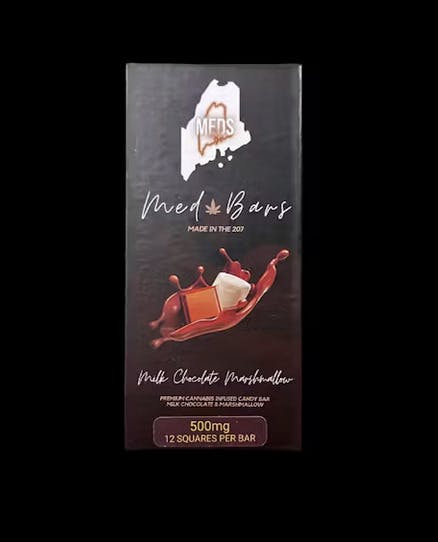 MEDS
Med Bars
MADE IN THE 207
Milk Chocolate Marshmallow
PREMIUM CANNABIS INFUSED CANDY BAR
MILK CHOCOLATE & MARSHMALLOW
500mg
12 SQUARES PER BAR